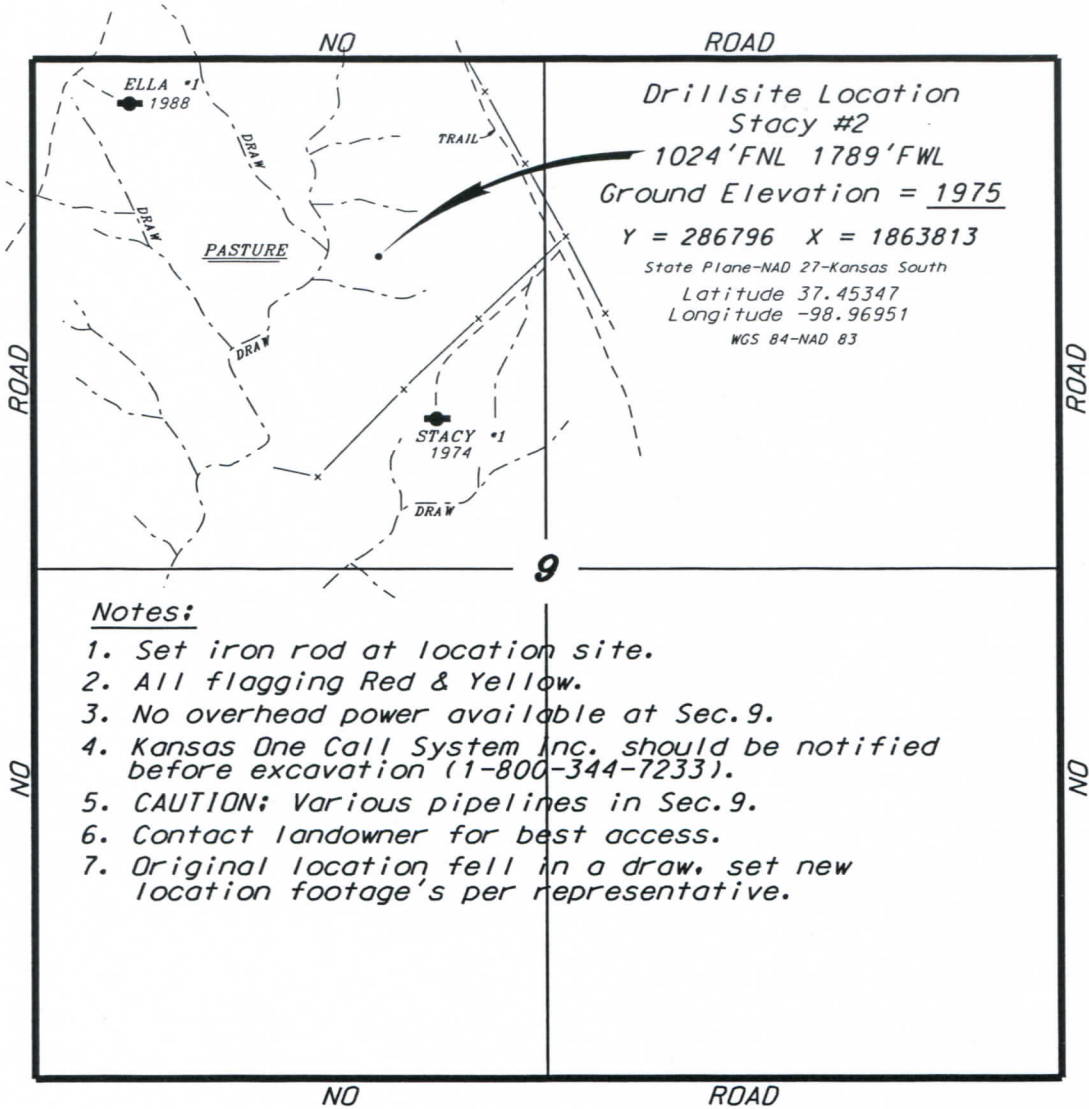 NO ROAD
ELLA #1
1988
DRAW
TRAIL
DRAW
PASTURE
DRAW
STACY #1
1974
DRAW
Drillsite Location
Stacy #2
1024'FNL 1789'FWL
Ground Elevation = 1975
Y = 286796 X = 1863813
State Plane-NAD 27-Kansas South
Latitude 37.45347
Longitude -98.96951
WGS 84-NAD 83
ROAD
ROAD
9
Notes:
1. Set iron rod at location site.
2. All flagging Red & Yellow.
3. No overhead power available at Sec.9.
4. Kansas One Call System Inc. should be notified
before excavation (1-800-344-7233).
5. CAUTION: Various pipelines in Sec.9.
6. Contact landowner for best access.
7. Original location fell in a draw, set new
location footage's per representative.
NO
NO
NO ROAD